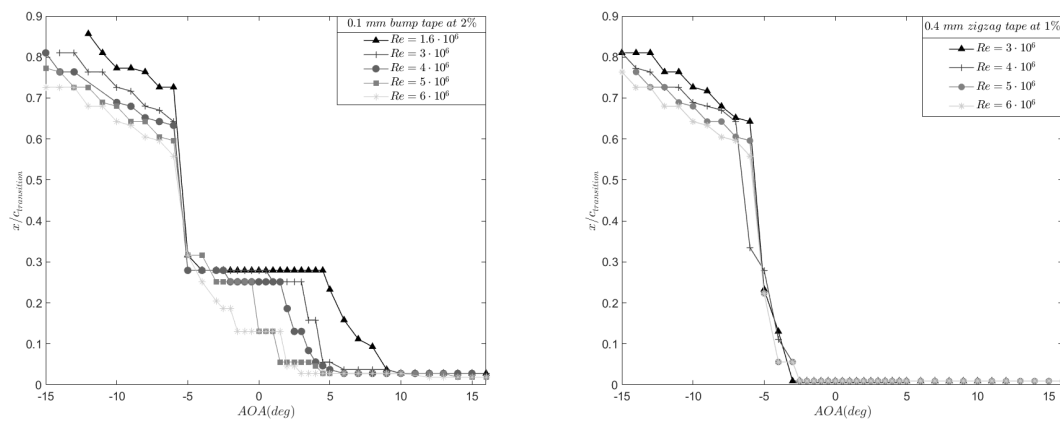 0.9
0.8
0.7
0.6
0.5
0.4
0.3
0.2
0.1
0
x/c_{transition}
-15 -10 -5 0 5 10 15
AOA(deg)
0.1 mm bump tape at 2%
Re = 1.6 · 10^6
Re = 3 · 10^6
Re = 4 · 10^6
Re = 5 · 10^6
Re = 6 · 10^6
0.9
0.8
0.7
0.6
0.5
0.4
0.3
0.2
0.1
0
x/c_{transition}
-15 -10 -5 0 5 10 15
AOA(deg)
0.4 mm zigzag tape at 1%
Re = 3 · 10^6
Re = 4 · 10^6
Re = 5 · 10^6
Re = 6 · 10^6